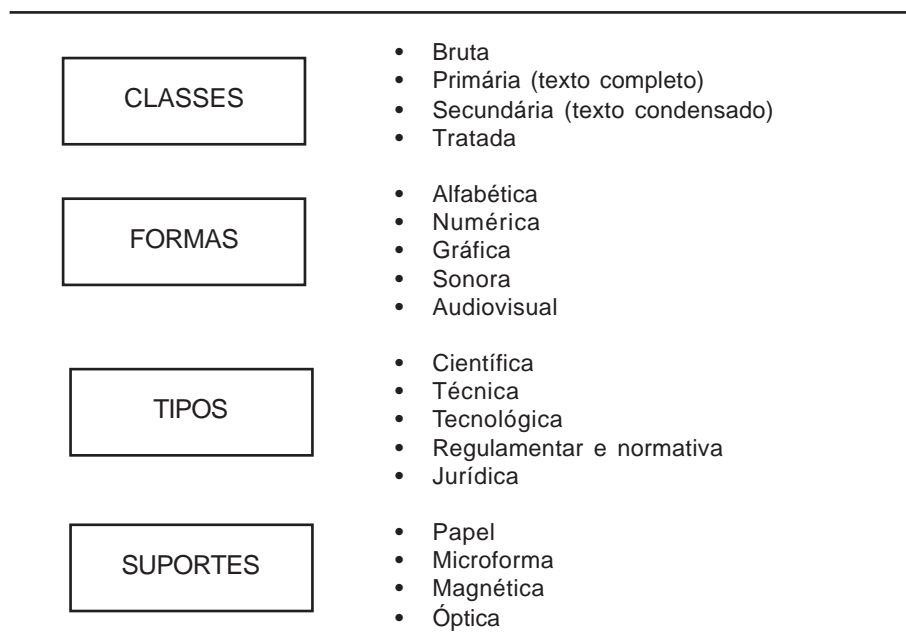 CLASSES
• Bruta
• Primária (texto completo)
• Secundária (texto condensado)
• Tratada
FORMAS
• Alfabética
• Numérica
• Gráfica
• Sonora
• Audiovisual
TIPOS
• Científica
• Técnica
• Tecnológica
• Regulamentar e normativa
• Jurídica
SUPORTES
• Papel
• Microforma
• Magnética
• Óptica